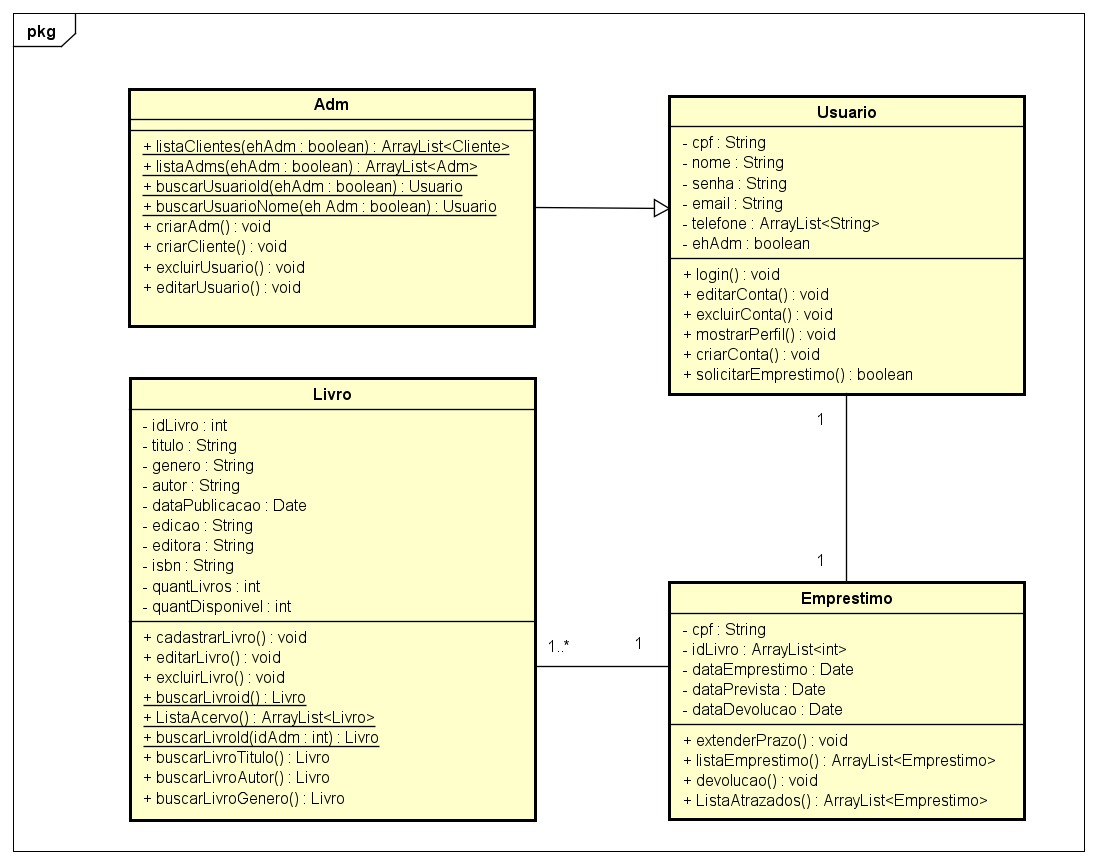 pkg
Adm
+ listaClientes(ehAdm : boolean) : ArrayList<Cliente>
+ listaAdms(ehAdm : boolean) : ArrayList<Adm>
+ buscarUsuarioId(ehAdm : boolean) : Usuario
+ buscarUsuarioNome(eh Adm : boolean) : Usuario
+ criarAdm() : void
+ criarCliente() : void
+ excluirUsuario() : void
+ editarUsuario() : void
Usuario
- cpf : String
- nome : String
- senha : String
- email : String
- telefone : ArrayList<String>
- ehAdm : boolean
+ login() : void
+ editarConta() : void
+ excluirConta() : void
+ mostrarPerfil() : void
+ criarConta() : void
+ solicitarEmprestimo() : boolean
1
1
Livro
- idLivro : int
- titulo : String
- genero : String
- autor : String
- dataPublicacao : Date
- edicao : String
- editora : String
- isbn : String
- quantLivros : int
- quantDisponivel : int
+ cadastrarLivro() : void
+ editarLivro() : void
+ excluirLivro() : void
+ buscarLivroid() : Livro
+ ListaAcervo() : ArrayList<Livro>
+ buscarLivroId(idAdm : int) : Livro
+ buscarLivroTitulo() : Livro
+ buscarLivroAutor() : Livro
+ buscarLivroGenero() : Livro
1..*
1
Emprestimo
- cpf : String
- idLivro : ArrayList<int>
- dataEmprestimo : Date
- dataPrevista : Date
- dataDevolucao : Date
+ extenderPrazo() : void
+ listaEmprestimo() : ArrayList<Emprestimo>
+ devolucao() : void
+ ListaAtrazados() : ArrayList<Emprestimo>